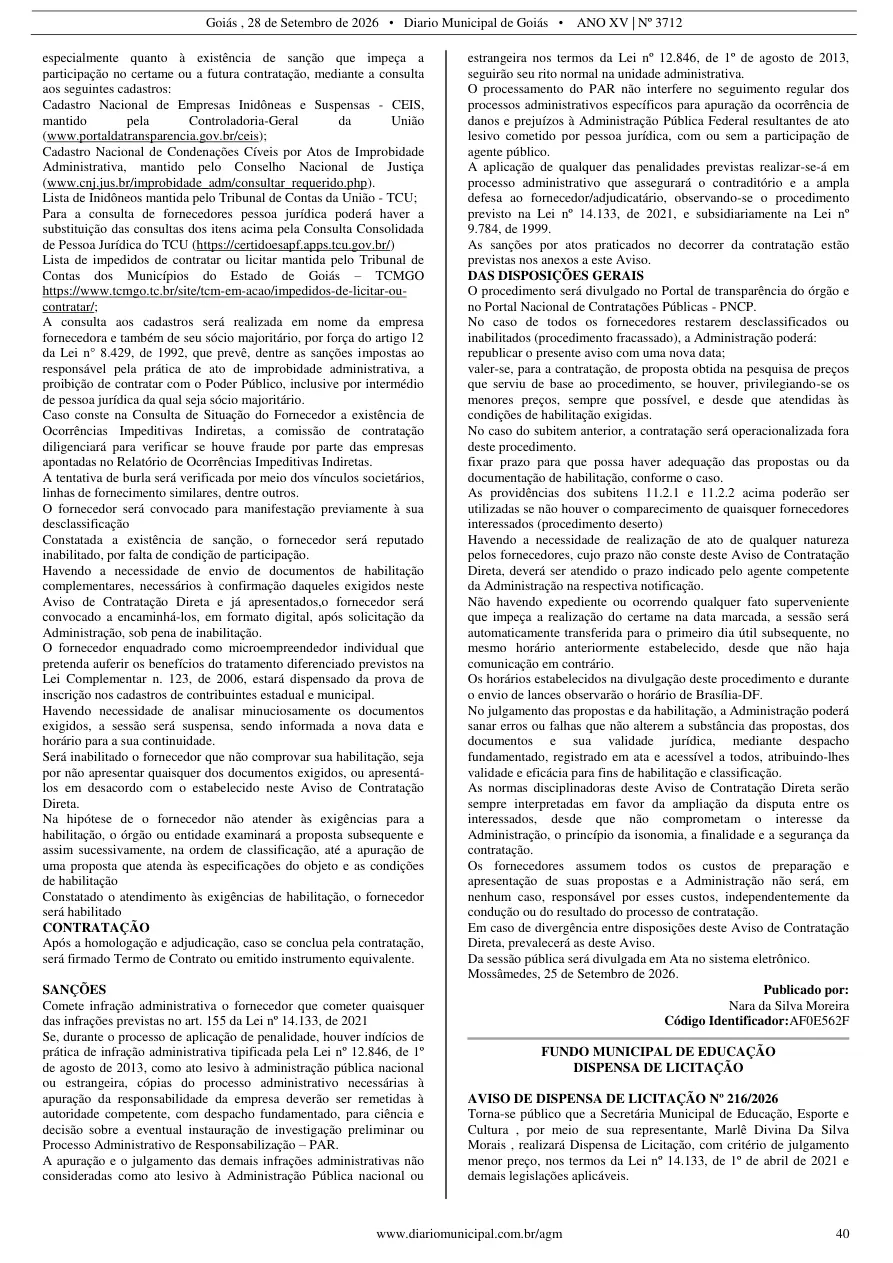 Goiás , 28 de Setembro de 2026 • Diario Municipal de Goiás • ANO XV | Nº 3712
especialmente quanto à existência de sanção que impeça a
participação no certame ou a futura contratação, mediante a consulta
aos seguintes cadastros:
Cadastro Nacional de Empresas Inidôneas e Suspensas - CEIS,
mantido pela Controladoria-Geral da União
(www.portaldatransparencia.gov.br/ceis);
Cadastro Nacional de Condenações Cíveis por Atos de Improbidade
Administrativa, mantido pelo Conselho Nacional de Justiça
(www.cnj.jus.br/improbidade_adm/consultar_requerido.php).
Lista de Inidôneos mantida pelo Tribunal de Contas da União - TCU;
Para a consulta de fornecedores pessoa jurídica poderá haver a
substituição das consultas dos itens acima pela Consulta Consolidada
de Pessoa Jurídica do TCU (https://certidoesapf.apps.tcu.gov.br/)
Lista de impedidos de contratar ou licitar mantida pelo Tribunal de
Contas dos Municípios do Estado de Goiás – TCMGO
https://www.tcmgo.tc.br/site/tcm-em-acao/impedidos-de-licitar-ou-
contratar/;
A consulta aos cadastros será realizada em nome da empresa
fornecedora e também de seu sócio majoritário, por força do artigo 12
da Lei n° 8.429, de 1992, que prevê, dentre as sanções impostas ao
responsável pela prática de ato de improbidade administrativa, a
proibição de contratar com o Poder Público, inclusive por intermédio
de pessoa jurídica da qual seja sócio majoritário.
Caso conste na Consulta de Situação do Fornecedor a existência de
Ocorrências Impeditivas Indiretas, a comissão de contratação
diligenciará para verificar se houve fraude por parte das empresas
apontadas no Relatório de Ocorrências Impeditivas Indiretas.
A tentativa de burla será verificada por meio dos vínculos societários,
linhas de fornecimento similares, dentre outros.
O fornecedor será convocado para manifestação previamente à sua
desclassificação
Constatada a existência de sanção, o fornecedor será reputado
inabilitado, por falta de condição de participação.
Havendo a necessidade de envio de documentos de habilitação
complementares, necessários à confirmação daqueles exigidos neste
Aviso de Contratação Direta e já apresentados,o fornecedor será
convocado a encaminhá-los, em formato digital, após solicitação da
Administração, sob pena de inabilitação.
O fornecedor enquadrado como microempreendedor individual que
pretenda auferir os benefícios do tratamento diferenciado previstos na
Lei Complementar n. 123, de 2006, estará dispensado da prova de
inscrição nos cadastros de contribuintes estadual e municipal.
Havendo necessidade de analisar minuciosamente os documentos
exigidos, a sessão será suspensa, sendo informada a nova data e
horário para a sua continuidade.
Será inabilitado o fornecedor que não comprovar sua habilitação, seja
por não apresentar quaisquer dos documentos exigidos, ou apresentá-
los em desacordo com o estabelecido neste Aviso de Contratação
Direta.
Na hipótese de o fornecedor não atender às exigências para a
habilitação, o órgão ou entidade examinará a proposta subsequente e
assim sucessivamente, na ordem de classificação, até a apuração de
uma proposta que atenda às especificações do objeto e as condições
de habilitação
Constatado o atendimento às exigências de habilitação, o fornecedor
será habilitado
CONTRATAÇÃO
Após a homologação e adjudicação, caso se conclua pela contratação,
será firmado Termo de Contrato ou emitido instrumento equivalente.
SANÇÕES
Comete infração administrativa o fornecedor que cometer quaisquer
das infrações previstas no art. 155 da Lei nº 14.133, de 2021
Se, durante o processo de aplicação de penalidade, houver indícios de
prática de infração administrativa tipificada pela Lei nº 12.846, de 1º
de agosto de 2013, como ato lesivo à administração pública nacional
ou estrangeira, cópias do processo administrativo necessárias à
apuração da responsabilidade da empresa deverão ser remetidas à
autoridade competente, com despacho fundamentado, para ciência e
decisão sobre a eventual instauração de investigação preliminar ou
Processo Administrativo de Responsabilização – PAR.
A apuração e o julgamento das demais infrações administrativas não
consideradas como ato lesivo à Administração Pública nacional ou
estrangeira nos termos da Lei nº 12.846, de 1º de agosto de 2013,
seguirão seu rito normal na unidade administrativa.
O processamento do PAR não interfere no seguimento regular dos
processos administrativos específicos para apuração da ocorrência de
danos e prejuízos à Administração Pública Federal resultantes de ato
lesivo cometido por pessoa jurídica, com ou sem a participação de
agente público.
A aplicação de qualquer das penalidades previstas realizar-se-á em
processo administrativo que assegurará o contraditório e a ampla
defesa ao fornecedor/adjudicatário, observando-se o procedimento
previsto na Lei nº 14.133, de 2021, e subsidiariamente na Lei nº
9.784, de 1999.
As sanções por atos praticados no decorrer da contratação estão
previstas nos anexos a este Aviso.
DAS DISPOSIÇÕES GERAIS
O procedimento será divulgado no Portal de transparência do órgão e
no Portal Nacional de Contratações Públicas - PNCP.
No caso de todos os fornecedores restarem desclassificados ou
inabilitados (procedimento fracassado), a Administração poderá:
republicar o presente aviso com uma nova data;
valer-se, para a contratação, de proposta obtida na pesquisa de preços
que serviu de base ao procedimento, se houver, privilegiando-se os
menores preços, sempre que possível, e desde que atendidas às
condições de habilitação exigidas.
No caso do subitem anterior, a contratação será operacionalizada fora
deste procedimento.
fixar prazo para que possa haver adequação das propostas ou da
documentação de habilitação, conforme o caso.
As providências dos subitens 11.2.1 e 11.2.2 acima poderão ser
utilizadas se não houver o comparecimento de quaisquer fornecedores
interessados (procedimento deserto)
Havendo a necessidade de realização de ato de qualquer natureza
pelos fornecedores, cujo prazo não conste deste Aviso de Contratação
Direta, deverá ser atendido o prazo indicado pelo agente competente
da Administração na respectiva notificação.
Não havendo expediente ou ocorrendo qualquer fato superveniente
que impeça a realização do certame na data marcada, a sessão será
automaticamente transferida para o primeiro dia útil subsequente, no
mesmo horário anteriormente estabelecido, desde que não haja
comunicação em contrário.
Os horários estabelecidos na divulgação deste procedimento e durante
o envio de lances observarão o horário de Brasília-DF.
No julgamento das propostas e da habilitação, a Administração poderá
sanar erros ou falhas que não alterem a substância das propostas, dos
documentos e sua validade jurídica, mediante despacho
fundamentado, registrado em ata e acessível a todos, atribuindo-lhes
validade e eficácia para fins de habilitação e classificação.
As normas disciplinadoras deste Aviso de Contratação Direta serão
sempre interpretadas em favor da ampliação da disputa entre os
interessados, desde que não comprometam o interesse da
Administração, o princípio da isonomia, a finalidade e a segurança da
contratação.
Os fornecedores assumem todos os custos de preparação e
apresentação de suas propostas e a Administração não será, em
nenhum caso, responsável por esses custos, independentemente da
condução ou do resultado do processo de contratação.
Em caso de divergência entre disposições deste Aviso de Contratação
Direta, prevalecerá as deste Aviso.
Da sessão pública será divulgada em Ata no sistema eletrônico.
Mossâmedes, 25 de Setembro de 2026.
Publicado por:
Nara da Silva Moreira
Código Identificador:AF0E562F
FUNDO MUNICIPAL DE EDUCAÇÃO
DISPENSA DE LICITAÇÃO
AVISO DE DISPENSA DE LICITAÇÃO Nº 216/2026
Torna-se público que a Secretária Municipal de Educação, Esporte e
Cultura , por meio de sua representante, Marlê Divina Da Silva
Morais , realizará Dispensa de Licitação, com critério de julgamento
menor preço, nos termos da Lei nº 14.133, de 1º de abril de 2021 e
demais legislações aplicáveis.
www.diariomunicipal.com.br/agm
40